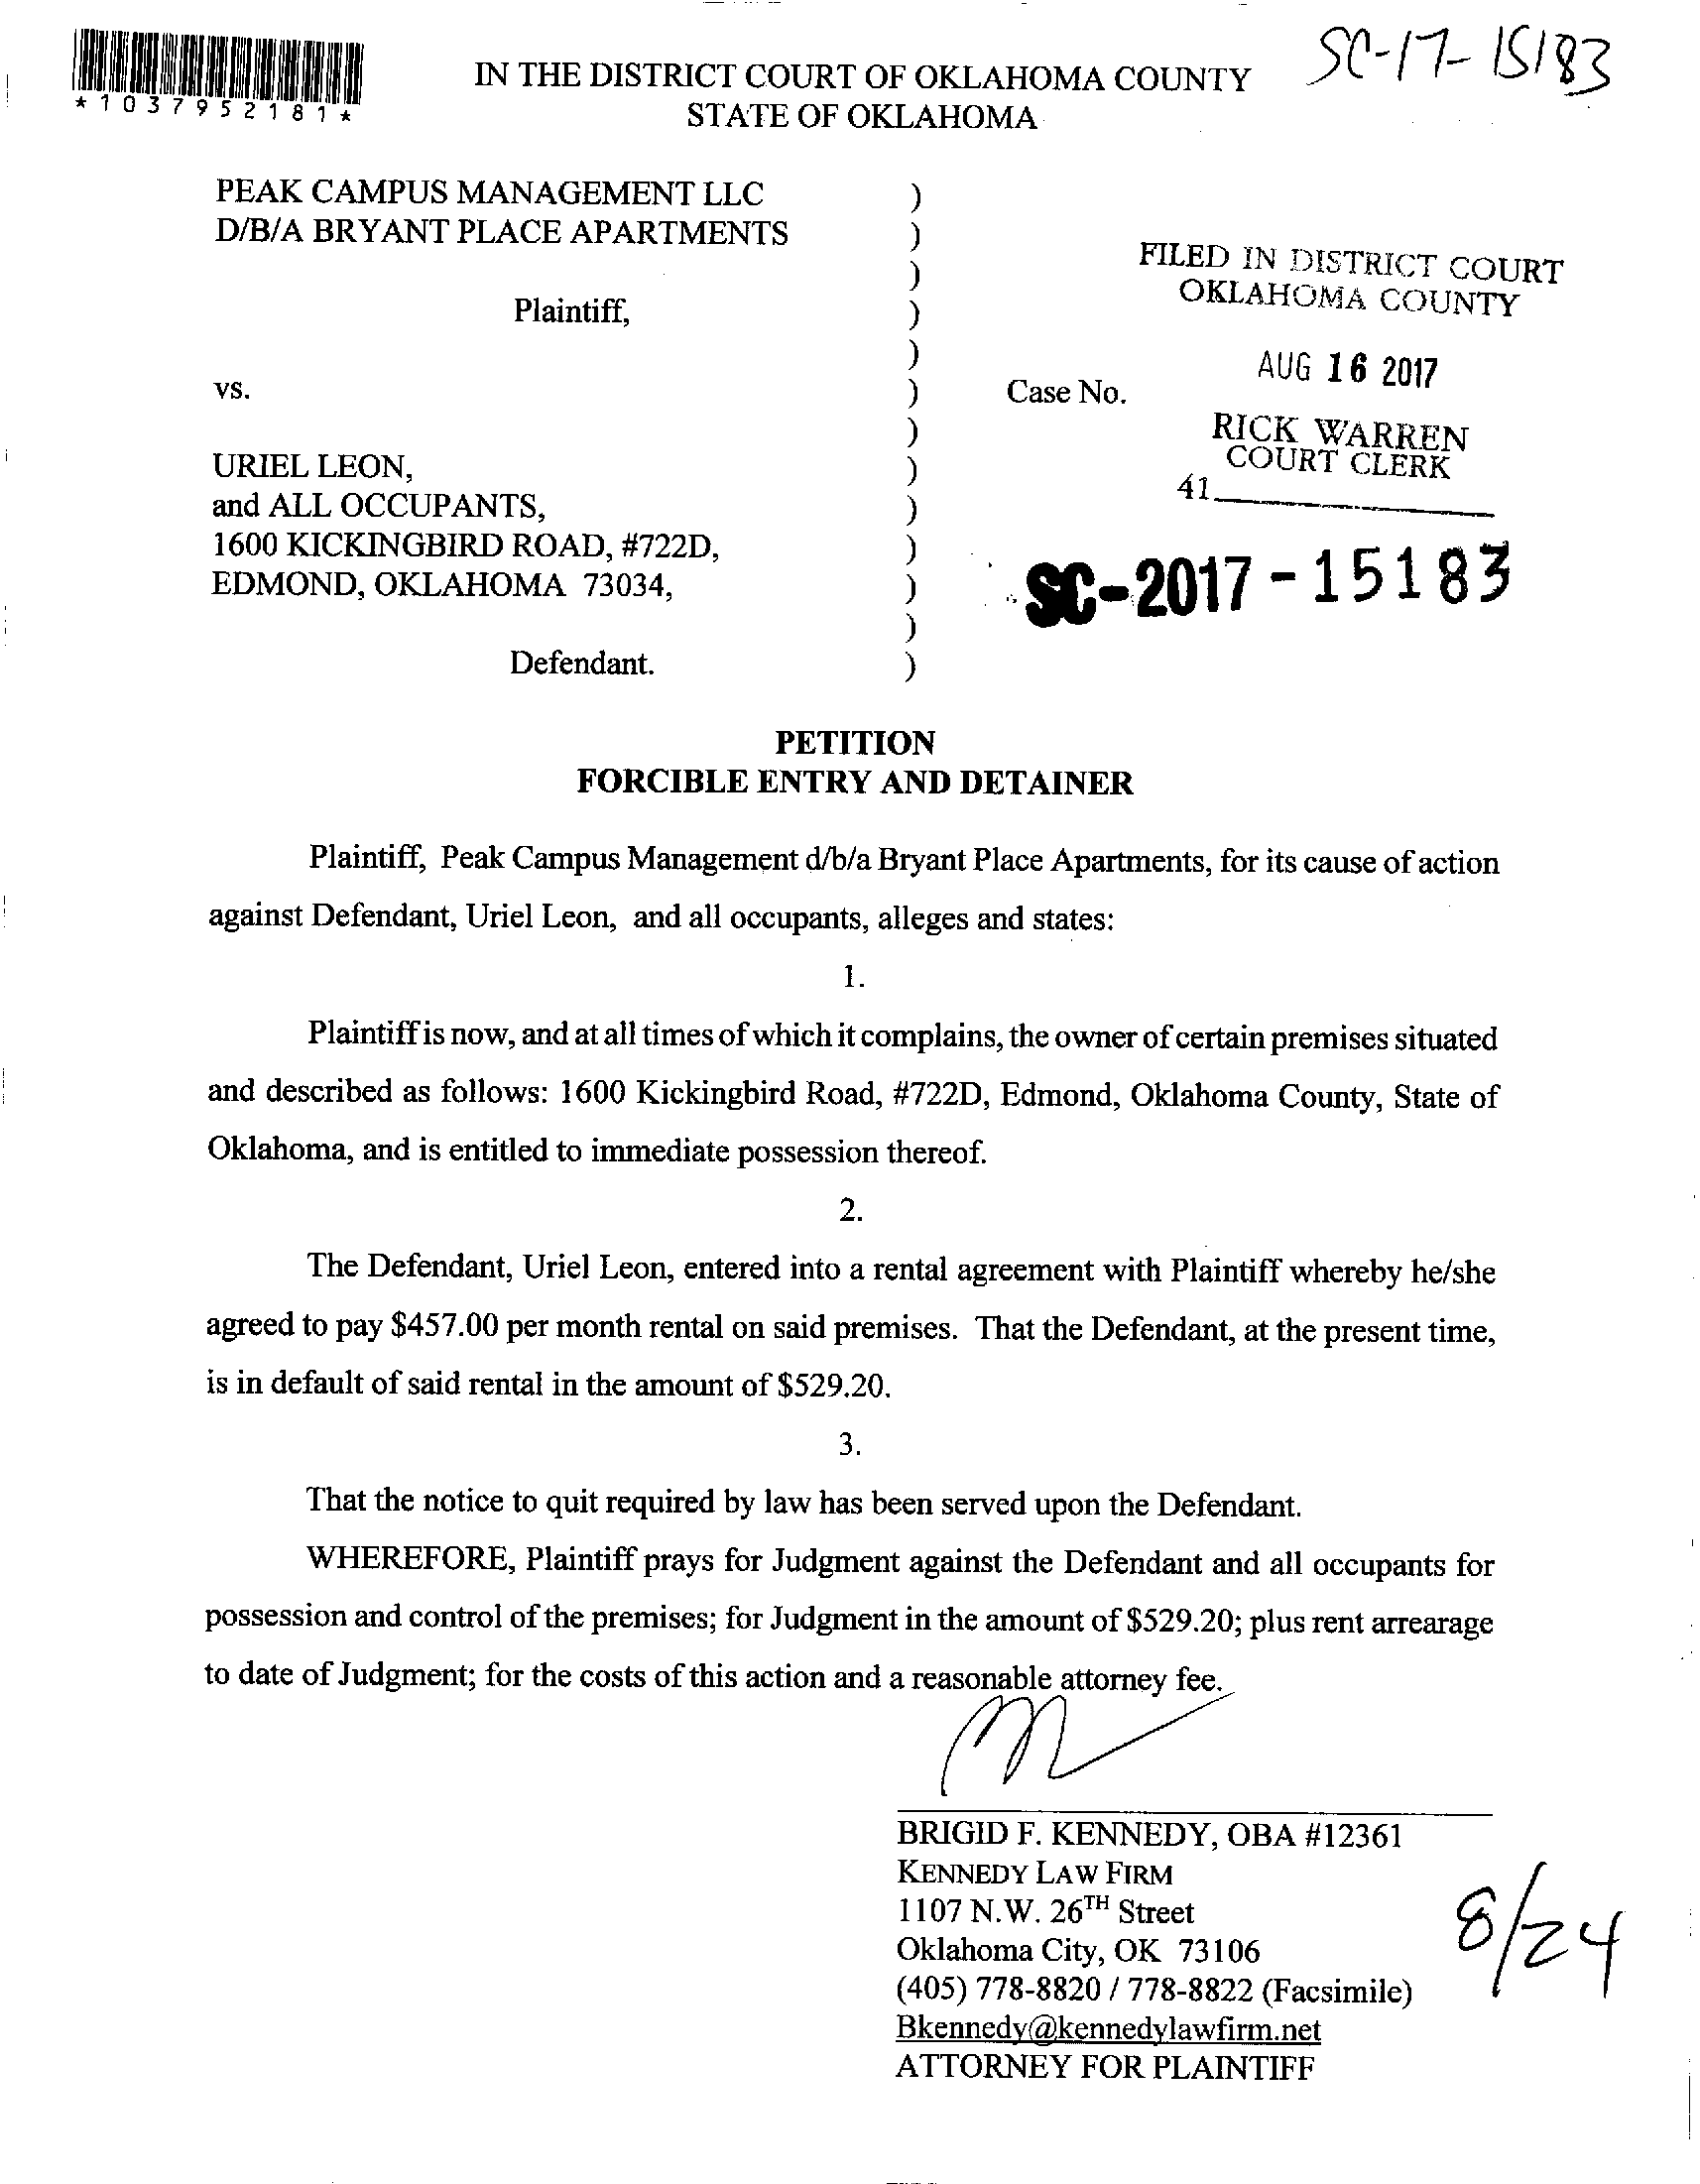 SC-17-15183
*1037952181*
IN THE DISTRICT COURT OF OKLAHOMA COUNTY
STATE OF OKLAHOMA
PEAK CAMPUS MANAGEMENT LLC )
D/B/A BRYANT PLACE APARTMENTS )
)
Plaintiff, )
)
vs. ) Case No.
)
URIEL LEON, )
and ALL OCCUPANTS, )
1600 KICKINGBIRD ROAD, #722D, )
EDMOND, OKLAHOMA 73034, )
)
Defendant. )
FILED IN DISTRICT COURT
OKLAHOMA COUNTY
AUG 16 2017
RICK WARREN
COURT CLERK
41
SC-2017-15183
PETITION
FORCIBLE ENTRY AND DETAINER
Plaintiff, Peak Campus Management d/b/a Bryant Place Apartments, for its cause of action
against Defendant, Uriel Leon, and all occupants, alleges and states:
1.
Plaintiff is now, and at all times of which it complains, the owner of certain premises situated
and described as follows: 1600 Kickingbird Road, #722D, Edmond, Oklahoma County, State of
Oklahoma, and is entitled to immediate possession thereof.
2.
The Defendant, Uriel Leon, entered into a rental agreement with Plaintiff whereby he/she
agreed to pay $457.00 per month rental on said premises. That the Defendant, at the present time,
is in default of said rental in the amount of $529.20.
3.
That the notice to quit required by law has been served upon the Defendant.
WHEREFORE, Plaintiff prays for Judgment against the Defendant and all occupants for
possession and control of the premises; for Judgment in the amount of $529.20; plus rent arrearage
to date of Judgment; for the costs of this action and a reasonable attorney fee.
BRIGID F. KENNEDY, OBA #12361
KENNEDY LAW FIRM
1107 N.W. 26TH Street
Oklahoma City, OK 73106
(405) 778-8820 / 778-8822 (Facsimile)
Bkennedy@kennedylawfirm.net
ATTORNEY FOR PLAINTIFF
8/24